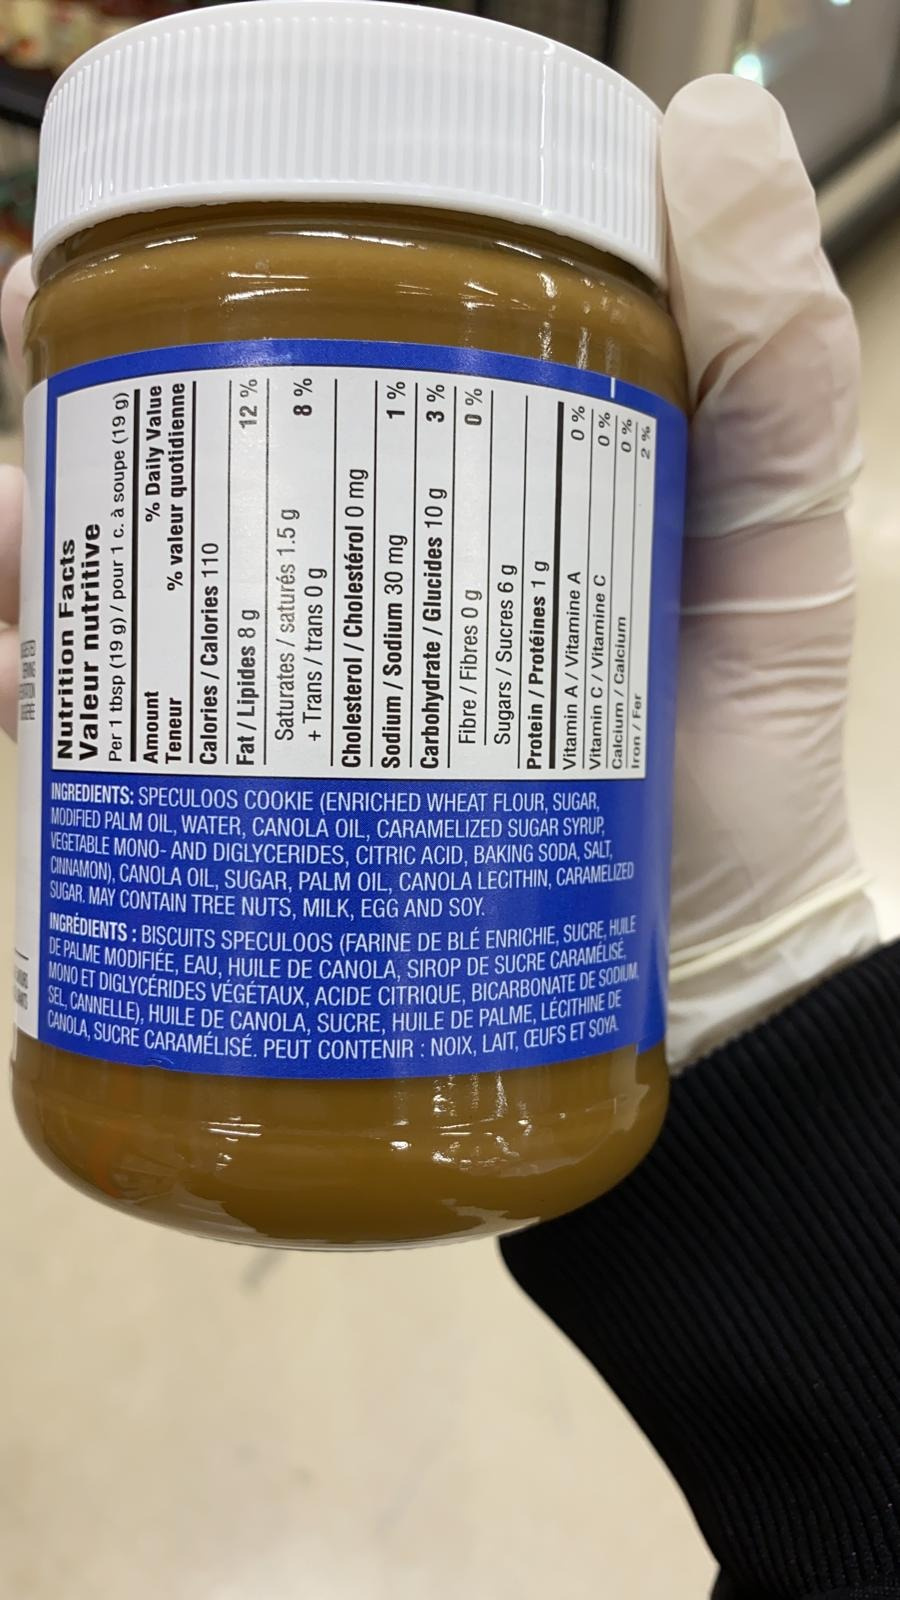 Nutrition Facts
Valeur nutritive
Per 1 tbsp (19 g) / pour 1 c. à soupe (19 g)
Amount % Daily Value
Teneur % valeur quotidienne
Calories / Calories 110
Fat / Lipides 8 g 12 %
Saturates / saturés 1.5 g
+ Trans / trans 0 g 8 %
Cholesterol / Cholestérol 0 mg
Sodium / Sodium 30 mg 1 %
Carbohydrate / Glucides 10 g 3 %
Fibre / Fibres 0 g 0 %
Sugars / Sucres 6 g
Protein / Protéines 1 g
Vitamin A / Vitamine A 0 %
Vitamin C / Vitamine C 0 %
Calcium / Calcium 0 %
Iron / Fer 2 %
INGREDIENTS: SPECULOOS COOKIE (ENRICHED WHEAT FLOUR, SUGAR,
MODIFIED PALM OIL, WATER, CANOLA OIL, CARAMELIZED SUGAR SYRUP,
VEGETABLE MONO- AND DIGLYCERIDES, CITRIC ACID, BAKING SODA, SALT,
CINNAMON), CANOLA OIL, SUGAR, PALM OIL, CANOLA LECITHIN, CARAMELIZED
SUGAR. MAY CONTAIN TREE NUTS, MILK, EGG AND SOY.
INGRÉDIENTS : BISCUITS SPECULOOS (FARINE DE BLÉ ENRICHIE, SUCRE, HUILE
DE PALME MODIFIÉE, EAU, HUILE DE CANOLA, SIROP DE SUCRE CARAMÉLISÉ,
MONO ET DIGLYCÉRIDES VÉGÉTAUX, ACIDE CITRIQUE, BICARBONATE DE SODIUM,
SEL, CANNELLE), HUILE DE CANOLA, SUCRE, HUILE DE PALME, LÉCITHINE DE
CANOLA, SUCRE CARAMÉLISÉ. PEUT CONTENIR : NOIX, LAIT, ŒUFS ET SOYA.